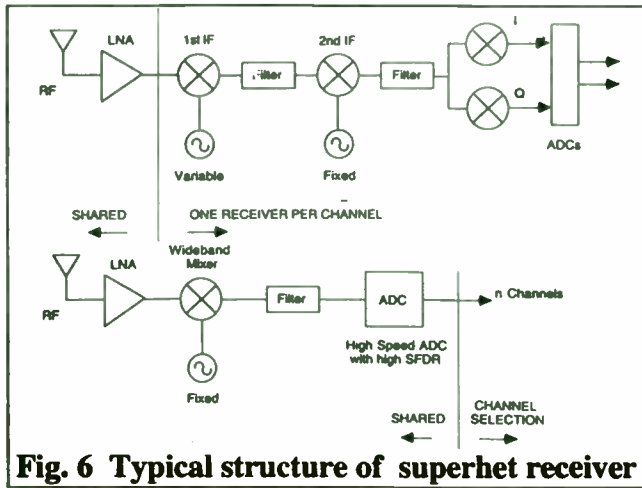 LNA
1st IF
2nd IF
I
Filter
Filter
RF
Q
Variable
Fixed
ADCs
SHARED
ONE RECEIVER PER CHANNEL
LNA
Wideband
Mixer
Filter
ADC
n Channels
RF
Fixed
High Speed ADC
with high SFDR
SHARED
CHANNEL
SELECTION
Fig. 6 Typical structure of superhet receiver